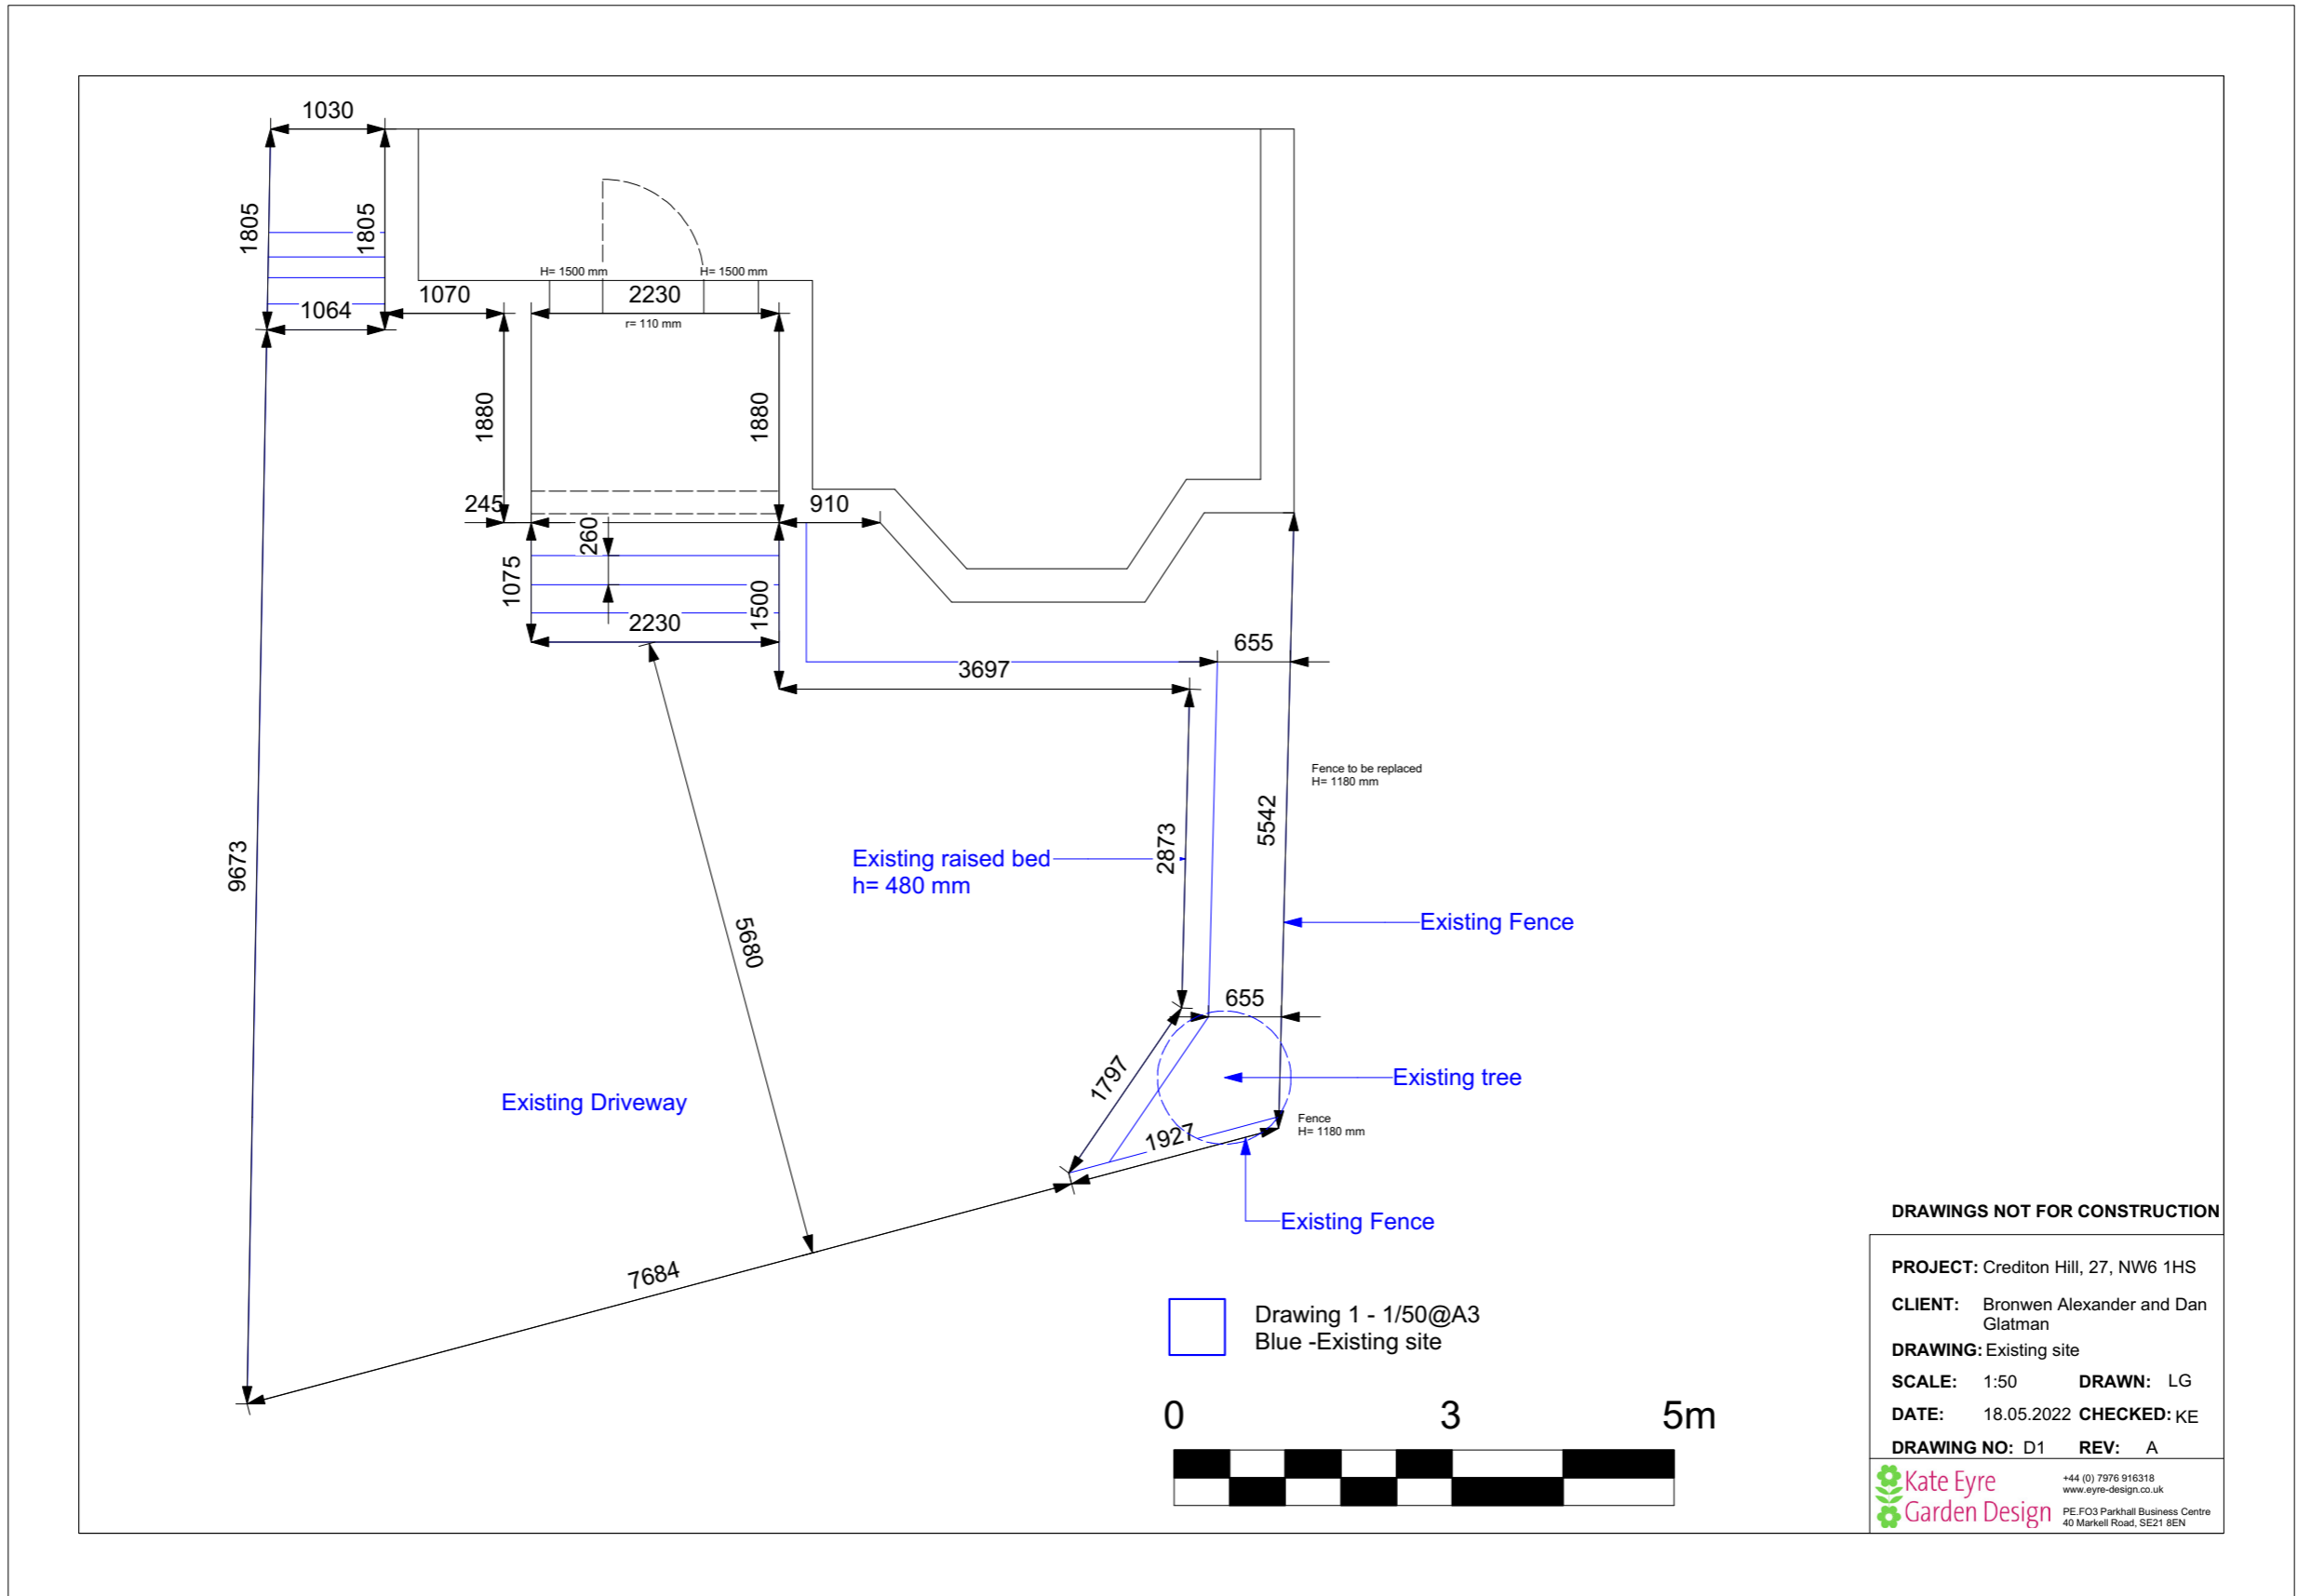 1030
1805
1805
1064
1070
H= 1500 mm
H= 1500 mm
2230
r= 110 mm
1880
1880
245
910
260
1075
1500
2230
3697
655
Fence to be replaced
H= 1180 mm
5542
2873
Existing raised bed
h= 480 mm
9673
Existing Fence
5680
655
1797
Existing tree
Existing Driveway
Fence
H= 1180 mm
1927
Existing Fence
7684
Drawing 1 - 1/50@A3
Blue -Existing site
0 3 5m
DRAWINGS NOT FOR CONSTRUCTION
PROJECT: Crediton Hill, 27, NW6 1HS
CLIENT: Bronwen Alexander and Dan
Glatman
DRAWING: Existing site
SCALE: 1:50 DRAWN: LG
DATE: 18.05.2022 CHECKED: KE
DRAWING NO: D1 REV: A
Kate Eyre
Garden Design
+44 (0) 7976 916318
www.eyre-design.co.uk
PE.FO3 Parkhall Business Centre
40 Markell Road, SE21 8EN